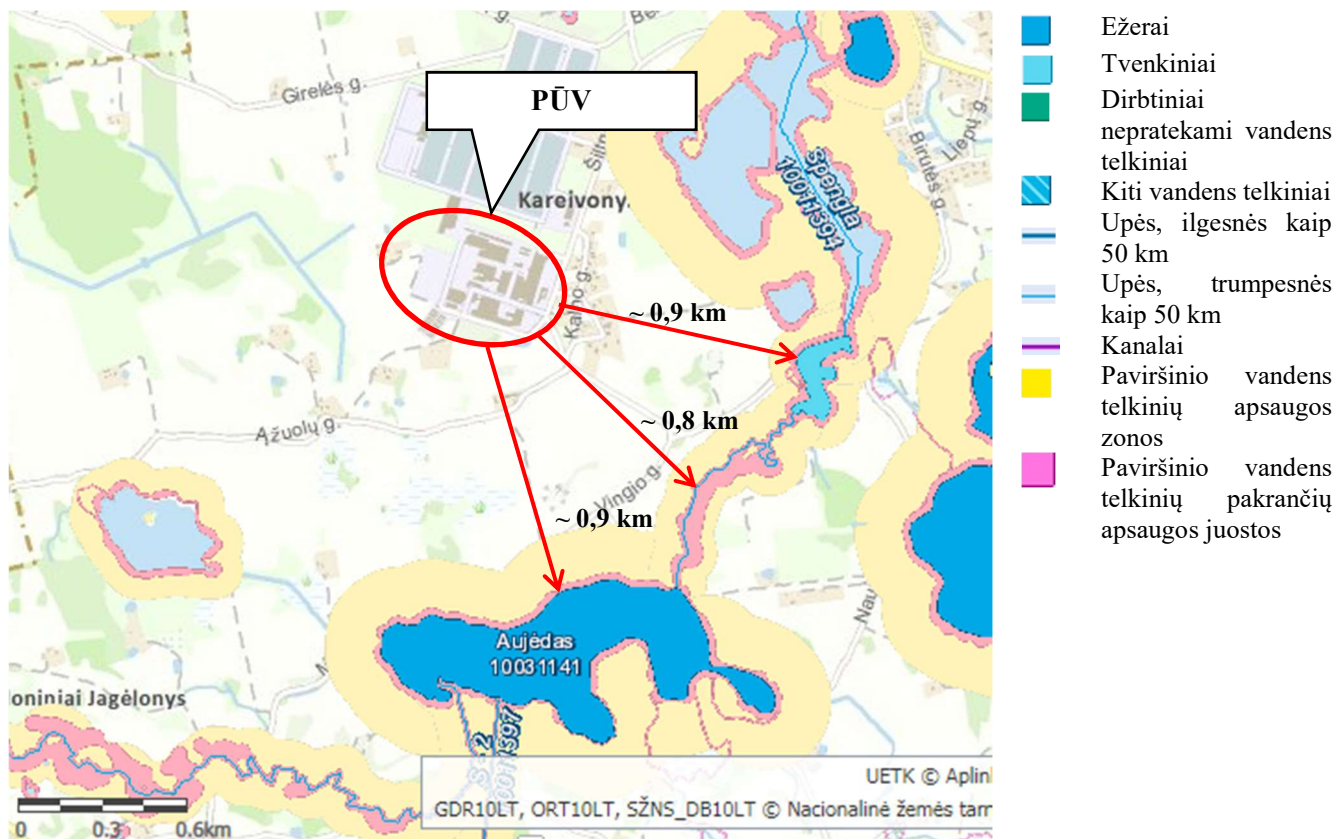 Girelės g.
PŪV
Kareivony.
Kalno g.
Birutės g.
Liepų g.
Spengla
10011394
~ 0,9 km
~ 0,8 km
~ 0,9 km
Ąžuolų g.
Vingio g.
Aujėdas
10031141
oniniai Jagėlonys
Nau
0 0.3 0.6km
UETK © Aplin
GDR10LT, ORT10LT, SŽNS_DB10LT © Nacionalinė žemės tarn
Ežerai
Tvenkiniai
Dirbtiniai
nepratekami vandens
telkiniai
Kiti vandens telkiniai
Upės, ilgesnės kaip
50 km
Upės, trumpesnės
kaip 50 km
Kanalai
Paviršinio vandens
telkinių apsaugos
zonos
Paviršinio vandens
telkinių pakrančių
apsaugos juostos